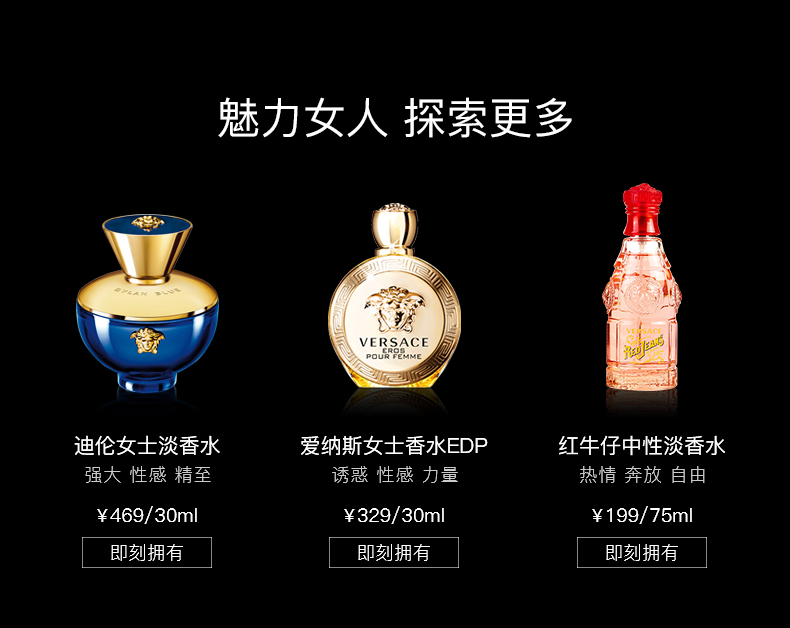 魅力女人 探索更多
DYLAN BLUE
VERSACE
EROS
POUR FEMME
VERSACE
RED JEANS
迪伦女士淡香水
强大 性感 精至
￥469/30ml
即刻拥有
爱纳斯女士香水EDP
诱惑 性感 力量
￥329/30ml
即刻拥有
红牛仔中性淡香水
热情 奔放 自由
￥199/75ml
即刻拥有